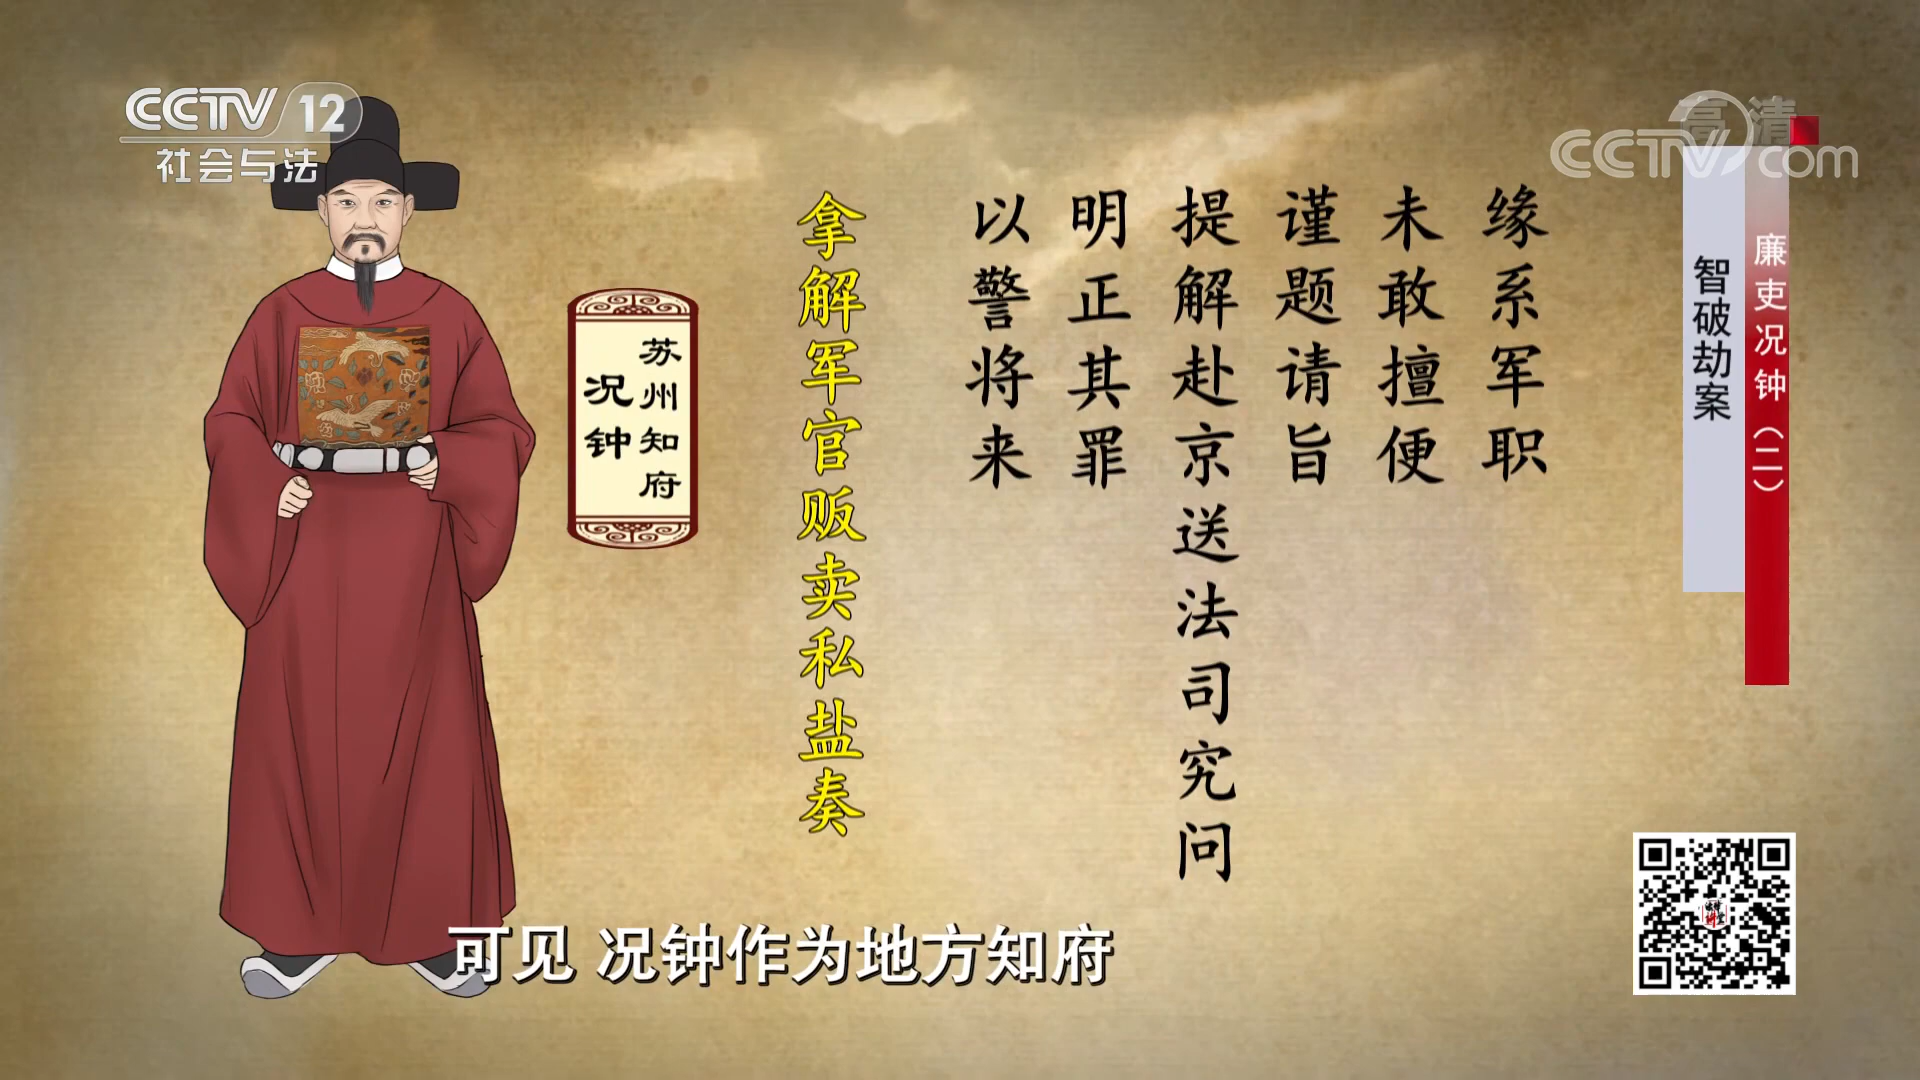 CCTV 12
社会与法
高清
CCTV com
廉吏况钟（二）
智破劫案
缘系军职
未敢擅便
谨题请旨
提解赴京送法司究问
明正其罪
以警将来
拿解军官贩卖私盐奏
苏州知府
况钟
可见 况钟作为地方知府